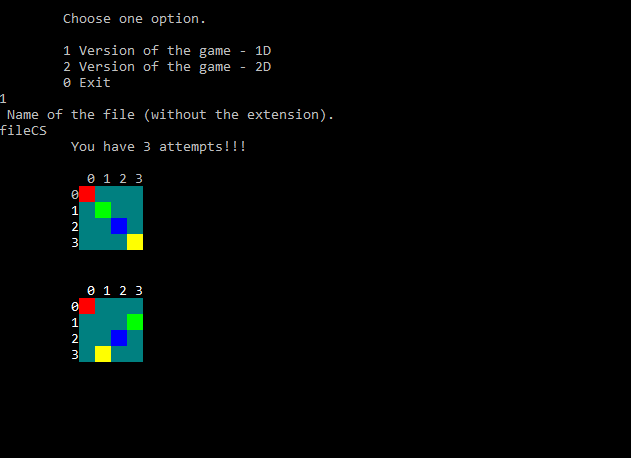 Choose one option.
1 Version of the game - 1D
2 Version of the game - 2D
0 Exit
1
Name of the file (without the extension).
fileCS
You have 3 attempts!!!
0 1 2 3
0
1
2
3
0 1 2 3
0
1
2
3